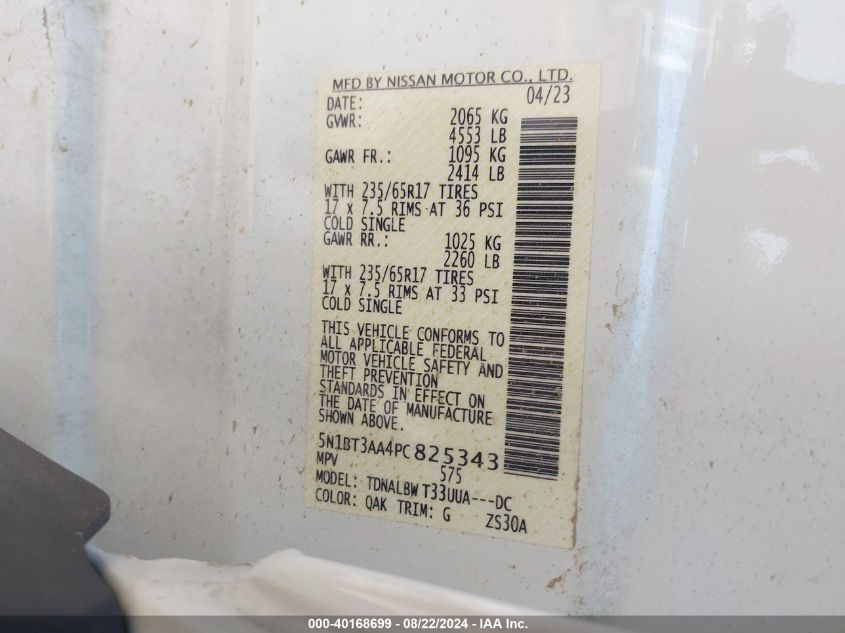 MFD BY NISSAN MOTOR CO., LTD.
DATE: 04/23
GVWR: 2065 KG
4553 LB
GAWR FR.: 1095 KG
2414 LB
WITH 235/65R17 TIRES
17 x 7.5 RIMS AT 36 PSI
COLD SINGLE
GAWR RR.: 1025 KG
2260 LB
WITH 235/65R17 TIRES
17 x 7.5 RIMS AT 33 PSI
COLD SINGLE
THIS VEHICLE CONFORMS TO
ALL APPLICABLE FEDERAL
MOTOR VEHICLE SAFETY AND
THEFT PREVENTION
STANDARDS IN EFFECT ON
THE DATE OF MANUFACTURE
SHOWN ABOVE.
5N1BT3AA4PC825343
MPV 575
MODEL: TDNALBW T33UUA---DC
COLOR: QAK TRIM: G ZS30A
000-40168699 - 08/22/2024 - IAA Inc.